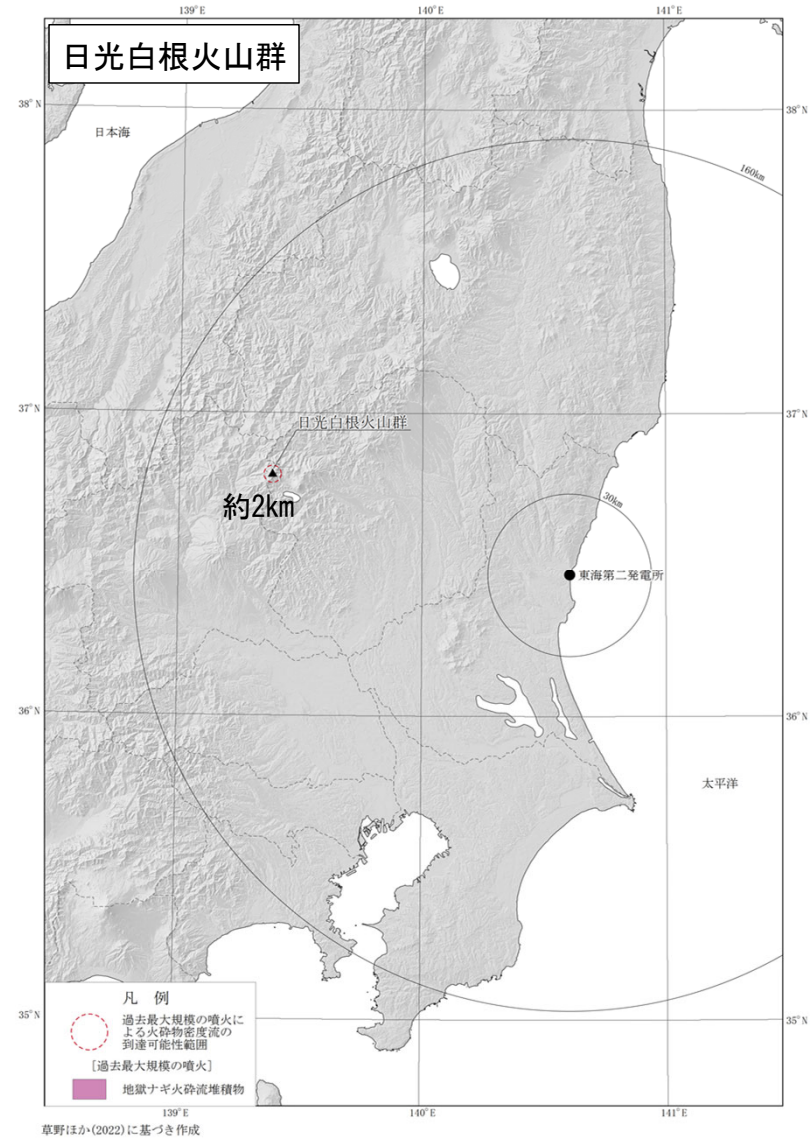 139°E
140°E
141°E
日光白根火山群
38°N
38°N
日本海
160km
37°N
37°N
日光白根火山群
約2km
30km
東海第二発電所
36°N
36°N
太平洋
凡 例
過去最大規模の噴火に
よる火砕物密度流の
到達可能性範囲
[過去最大規模の噴火]
地獄ナギ火砕流堆積物
35°N
35°N
139°E
140°E
141°E
草野ほか(2022)に基づき作成